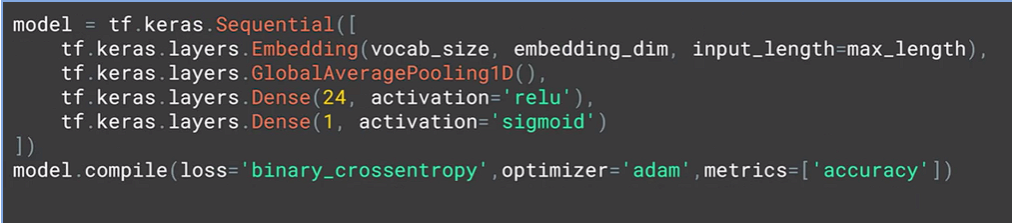 model = tf.keras.Sequential([
    tf.keras.layers.Embedding(vocab_size, embedding_dim, input_length=max_length),
    tf.keras.layers.GlobalAveragePooling1D(),
    tf.keras.layers.Dense(24, activation='relu'),
    tf.keras.layers.Dense(1, activation='sigmoid')
])
model.compile(loss='binary_crossentropy',optimizer='adam',metrics=['accuracy'])